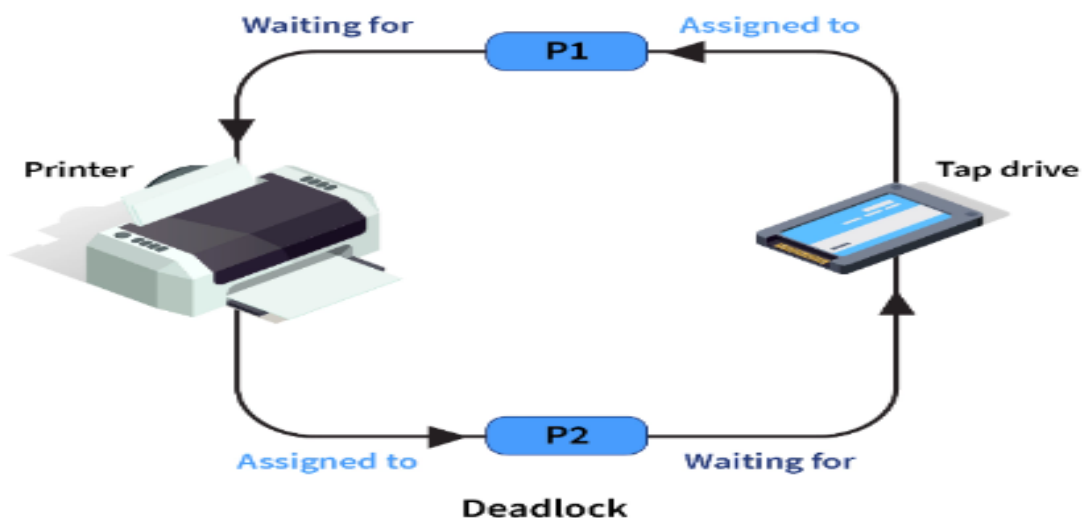 Waiting for
P1
Assigned to
Printer
Tap drive
P2
Assigned to
Waiting for
Deadlock